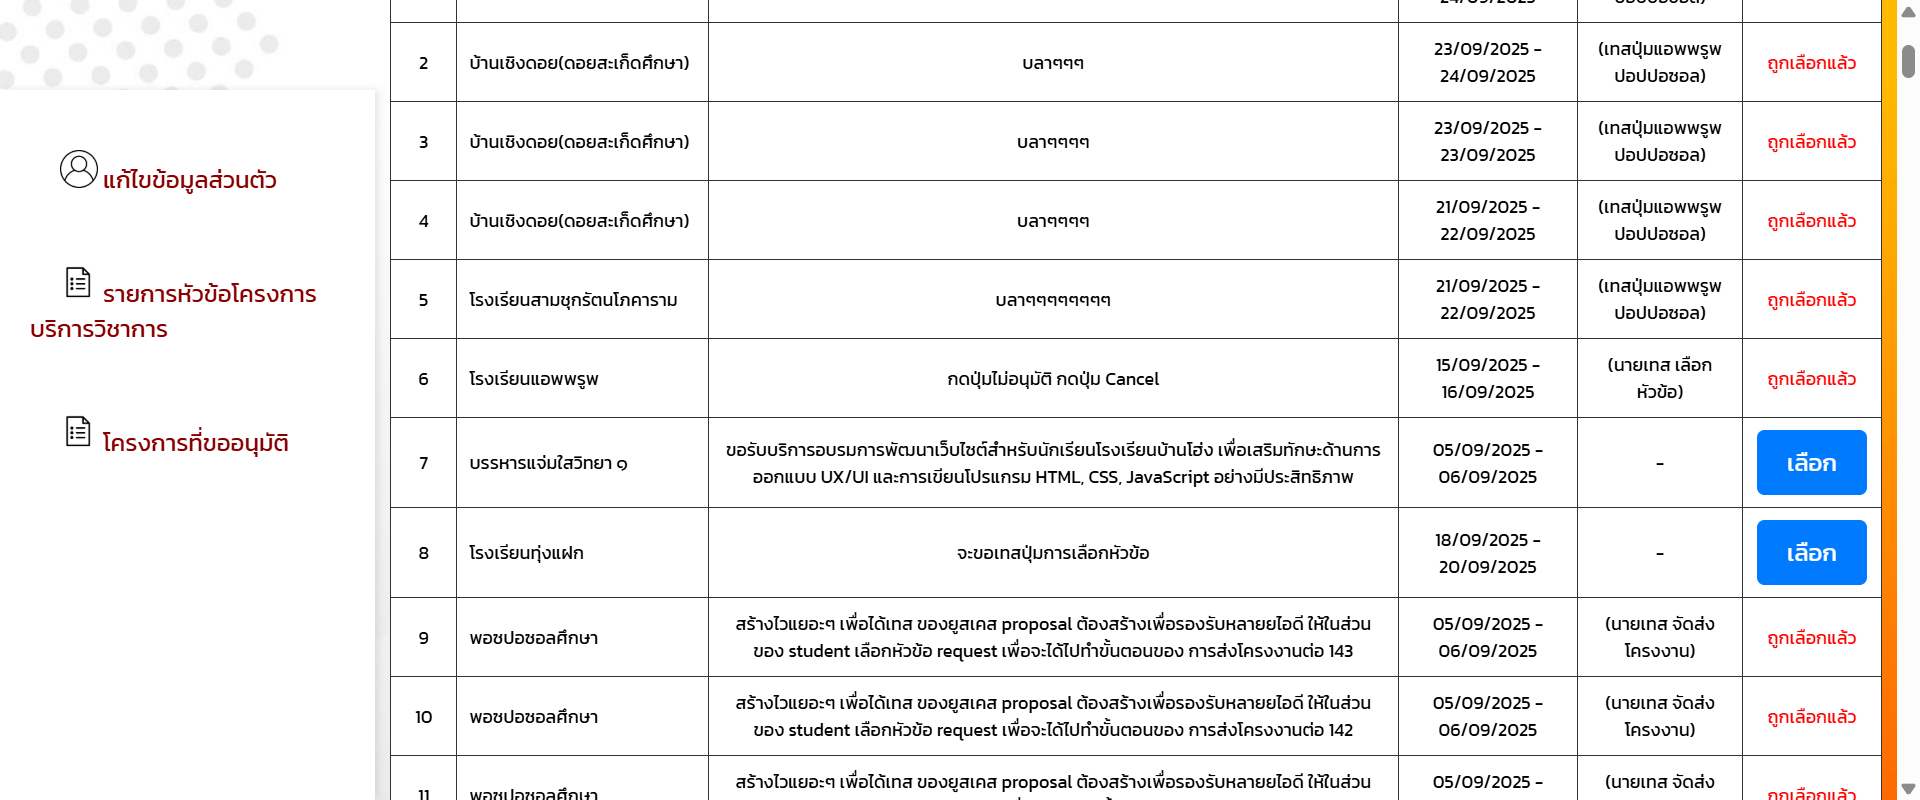 แก้ไขข้อมูลส่วนตัว
รายการหัวข้อโครงการ
บริการวิชาการ
โครงการที่ขออนุมัติ
24/09/2025
ปอปปอซอล)
2
บ้านเชิงดอย(ดอยสะเก็ดศึกษา)
บลาๆๆๆ
23/09/2025 -
24/09/2025
(เทสปุ่มแอพพรูพ
ปอปปอซอล)
ถูกเลือกแล้ว
3
บ้านเชิงดอย(ดอยสะเก็ดศึกษา)
บลาๆๆๆๆ
23/09/2025 -
23/09/2025
(เทสปุ่มแอพพรูพ
ปอปปอซอล)
ถูกเลือกแล้ว
4
บ้านเชิงดอย(ดอยสะเก็ดศึกษา)
บลาๆๆๆๆ
21/09/2025 -
22/09/2025
(เทสปุ่มแอพพรูพ
ปอปปอซอล)
ถูกเลือกแล้ว
5
โรงเรียนสามชุกรัตนโภคาราม
บลาๆๆๆๆๆๆๆๆ
21/09/2025 -
22/09/2025
(เทสปุ่มแอพพรูพ
ปอปปอซอล)
ถูกเลือกแล้ว
6
โรงเรียนแอพพรูพ
กดปุ่มไม่อนุมัติ กดปุ่ม Cancel
15/09/2025 -
16/09/2025
(นายเทส เลือก
หัวข้อ)
ถูกเลือกแล้ว
7
บรรหารแจ่มใสวิทยา ๑
ขอรับบริการอบรมการพัฒนาเว็บไซต์สำหรับนักเรียนโรงเรียนบ้านโฮ่ง เพื่อเสริมทักษะด้านการ
ออกแบบ UX/UI และการเขียนโปรแกรม HTML, CSS, JavaScript อย่างมีประสิทธิภาพ
05/09/2025 -
06/09/2025
-
เลือก
8
โรงเรียนทุ่งแฝก
จะขอเทสปุ่มการเลือกหัวข้อ
18/09/2025 -
20/09/2025
-
เลือก
9
พอซปอซอลศึกษา
สร้างไวแยอะๆ เพื่อได้เทส ของยูสเคส proposal ต้องสร้างเพื่อรองรับหลายยไอดี ให้ในส่วน
ของ student เลือกหัวข้อ request เพื่อจะได้ไปทำขั้นตอนของ การส่งโครงงานต่อ 143
05/09/2025 -
06/09/2025
(นายเทส จัดส่ง
โครงงาน)
ถูกเลือกแล้ว
10
พอซปอซอลศึกษา
สร้างไวแยอะๆ เพื่อได้เทส ของยูสเคส proposal ต้องสร้างเพื่อรองรับหลายยไอดี ให้ในส่วน
ของ student เลือกหัวข้อ request เพื่อจะได้ไปทำขั้นตอนของ การส่งโครงงานต่อ 142
05/09/2025 -
06/09/2025
(นายเทส จัดส่ง
โครงงาน)
ถูกเลือกแล้ว
11
พอซปอซอลศึกษา
สร้างไวแยอะๆ เพื่อได้เทส ของยูสเคส proposal ต้องสร้างเพื่อรองรับหลายยไอดี ให้ในส่วน
05/09/2025 -
(นายเทส จัดส่ง
ถูกเลือกแล้ว